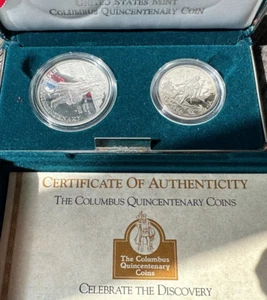 UNITED STATES MINT
COLUMBUS QUINCENTENARY COIN
CERTIFICATE OF AUTHENTICITY
THE COLUMBUS QUINCENTENARY COINS
The Columbus
Quincentenary
Coins
CELEBRATE THE DISCOVERY